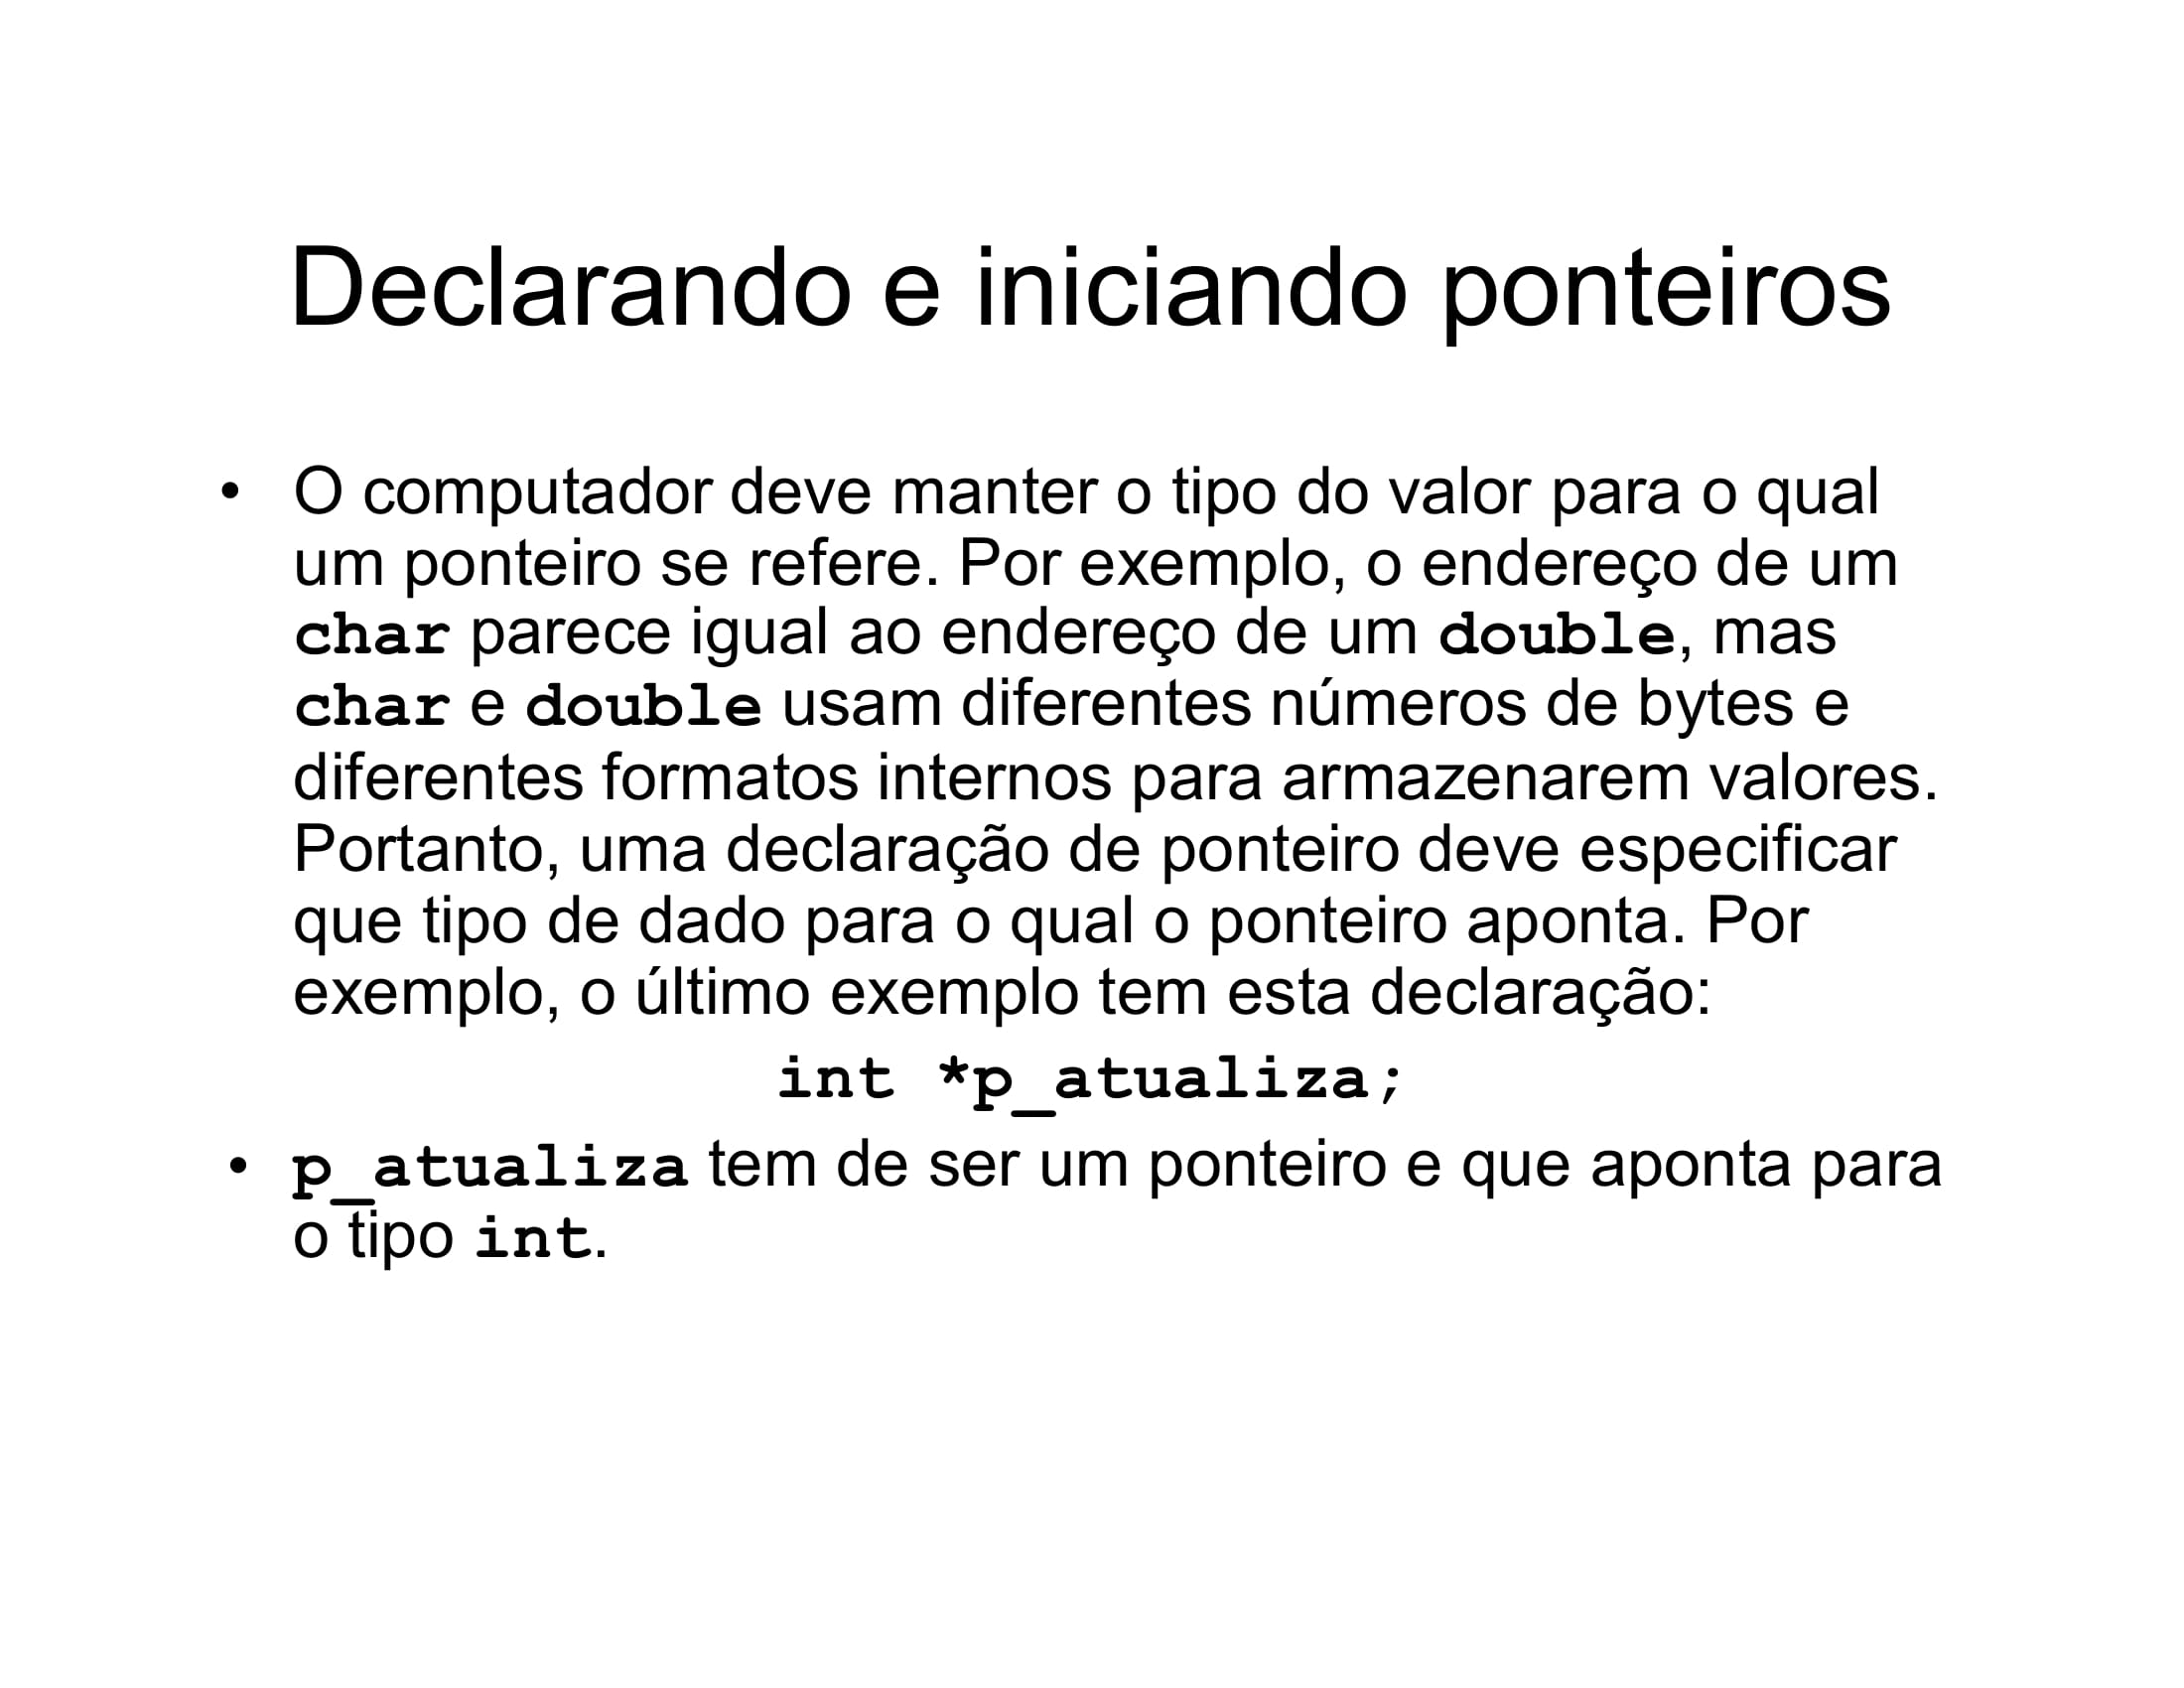 Declarando e iniciando ponteiros
• O computador deve manter o tipo do valor para o qual
um ponteiro se refere. Por exemplo, o endereço de um
char parece igual ao endereço de um double, mas
char e double usam diferentes números de bytes e
diferentes formatos internos para armazenarem valores.
Portanto, uma declaração de ponteiro deve especificar
que tipo de dado para o qual o ponteiro aponta. Por
exemplo, o último exemplo tem esta declaração:
int *p_atualiza;
• p_atualiza tem de ser um ponteiro e que aponta para
o tipo int.